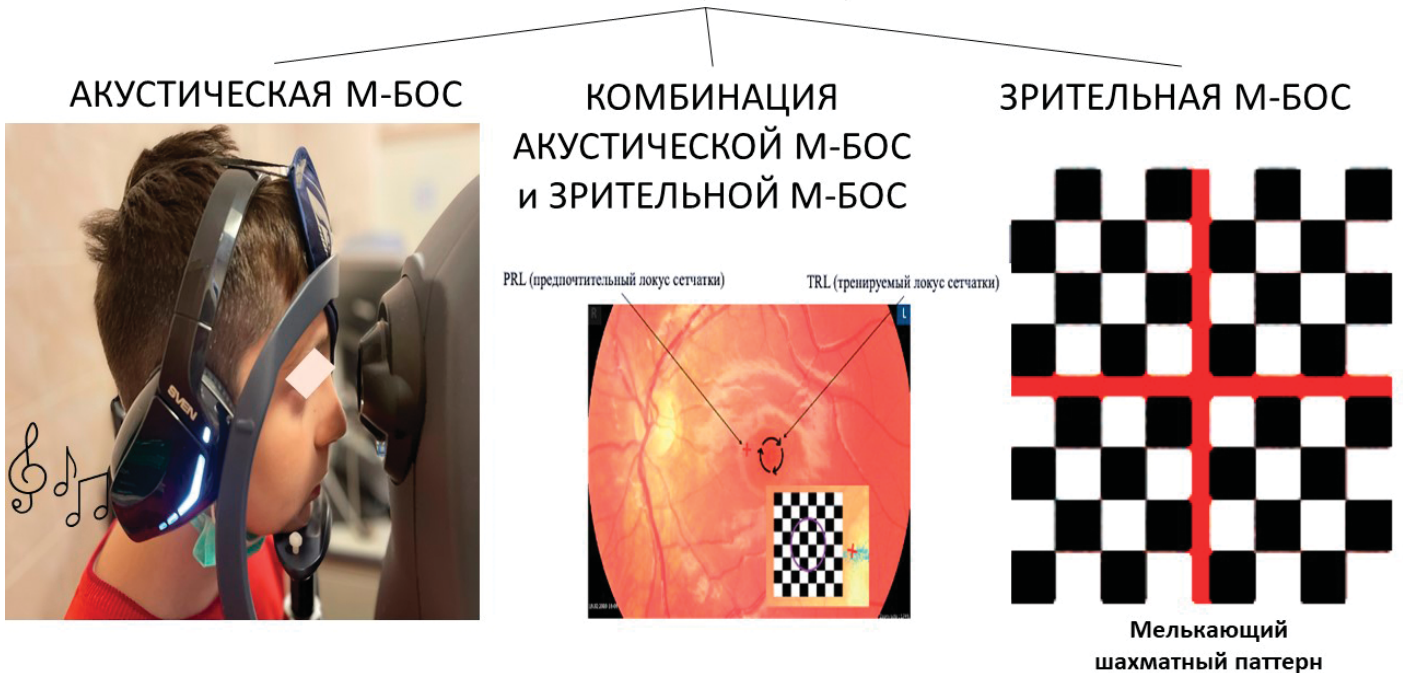 АКУСТИЧЕСКАЯ М-БОС
КОМБИНАЦИЯ
АКУСТИЧЕСКОЙ М-БОС
и ЗРИТЕЛЬНОЙ М-БОС
ЗРИТЕЛЬНАЯ М-БОС
SVEN
PRL (предпочтительный локус сетчатки)
TRL (тренируемый локус сетчатки)
R
L
Мелькающий
шахматный паттерн